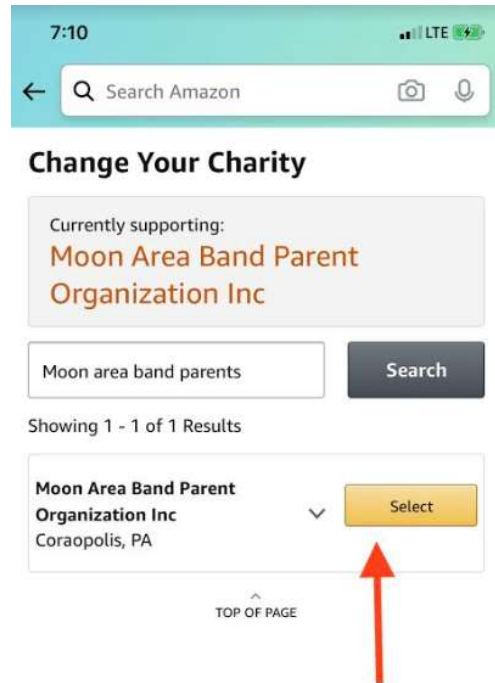 7:10 LTE
Search Amazon
Change Your Charity
Currently supporting:
Moon Area Band Parent
Organization Inc
Moon area band parents Search
Showing 1 - 1 of 1 Results
Moon Area Band Parent
Organization Inc
Coraopolis, PA
Select
TOP OF PAGE